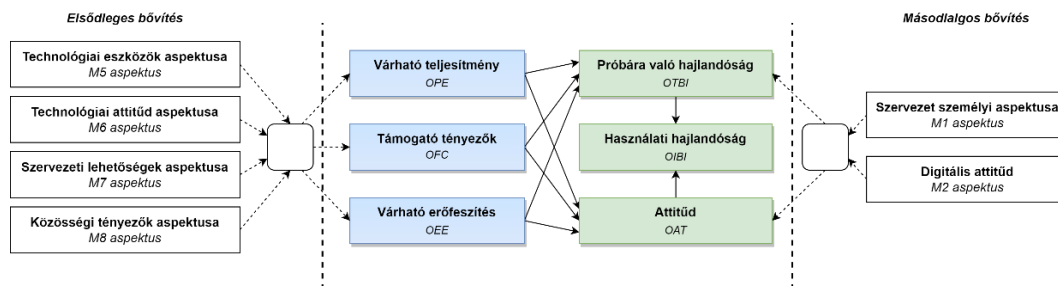 Elsődleges bővítés
Technológiai eszközök aspektusa
M5 aspektus
Technológiai attitűd aspektusa
M6 aspektus
Szervezeti lehetőségek aspektusa
M7 aspektus
Közösségi tényezők aspektusa
M8 aspektus
Várható teljesítmény
OPE
Támogató tényezők
OFC
Várható erőfeszítés
OEE
Próbára való hajlandóság
OTBI
Használati hajlandóság
OIBI
Attitűd
OAT
Másodlalgos bővítés
Szervezet személyi aspektusa
M1 aspektus
Digitális attitűd
M2 aspektus